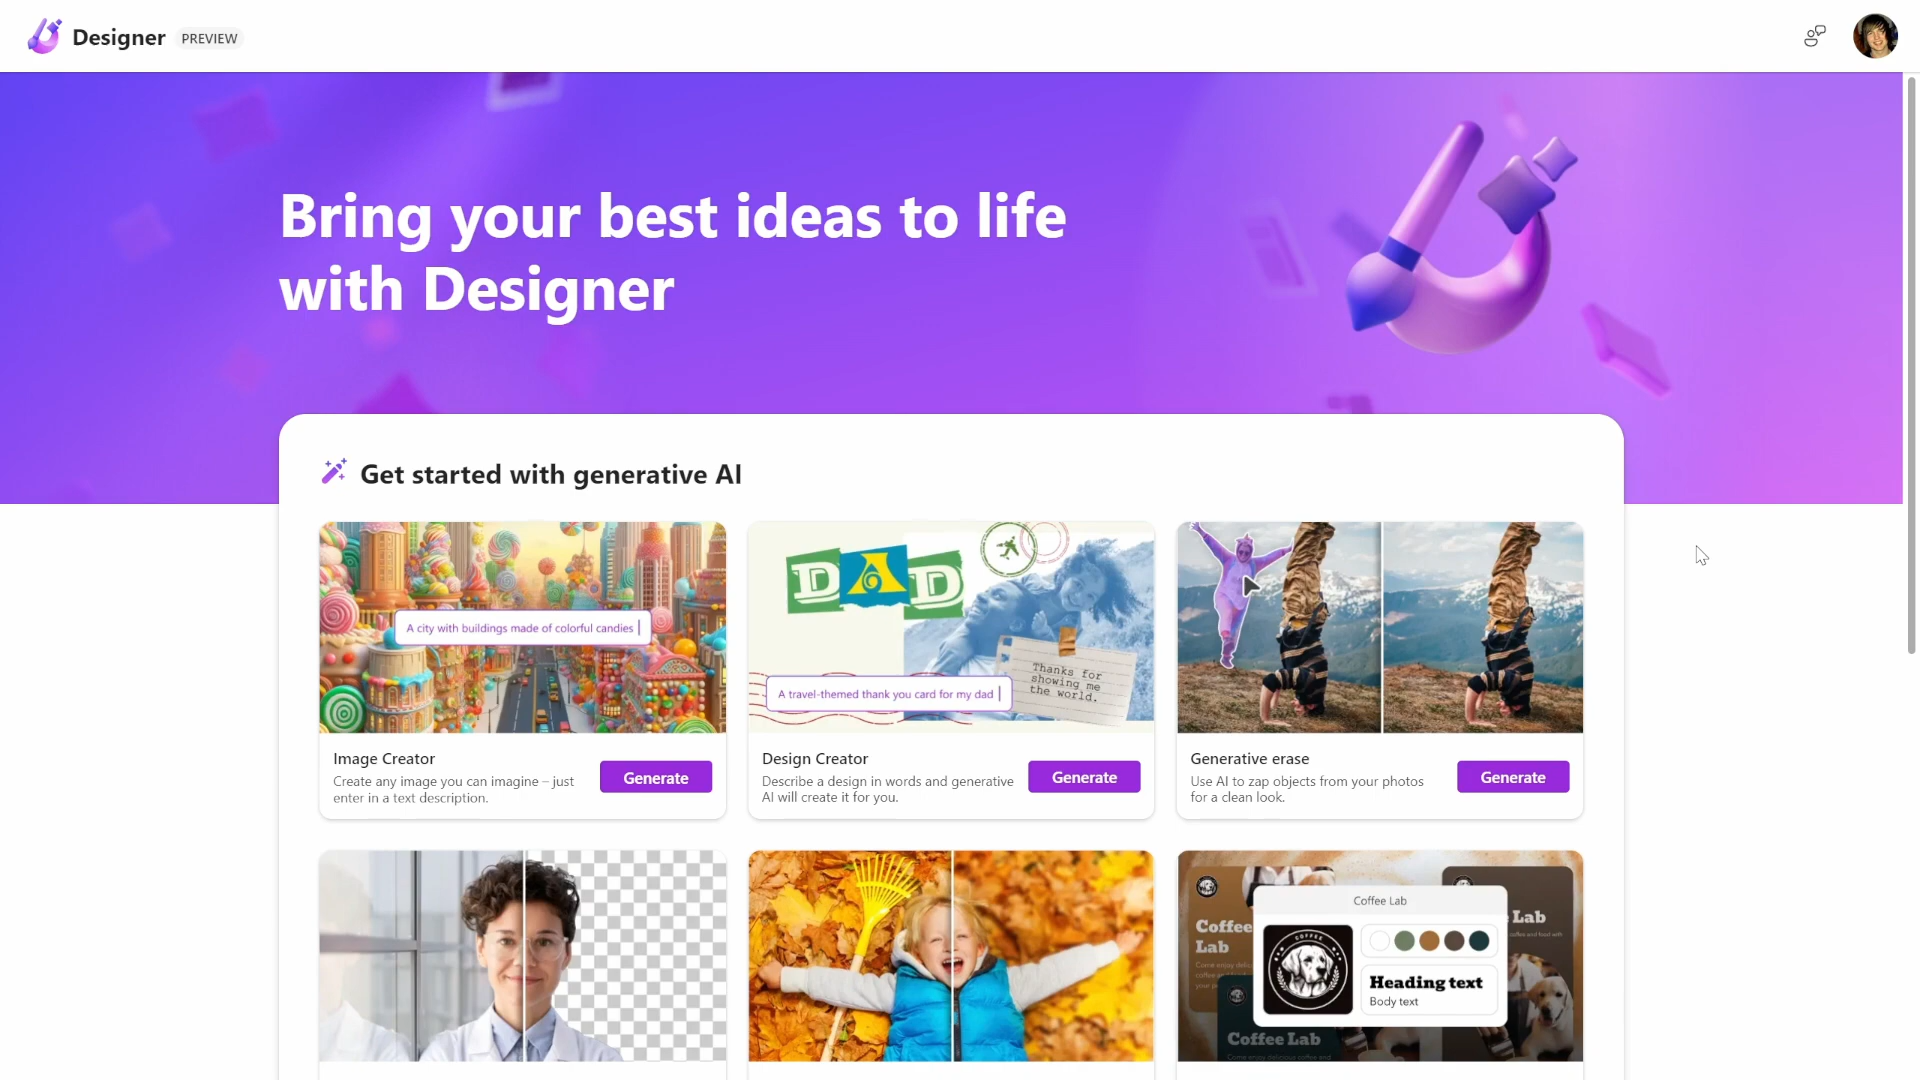 Designer PREVIEW
Bring your best ideas to life
with Designer
Get started with generative AI
A city with buildings made of colorful candies
DAD
A travel-themed thank you card for my dad
Thanks for
showing me
the world.
Image Creator
Create any image you can imagine – just
enter in a text description.
Generate
Design Creator
Describe a design in words and generative
AI will create it for you.
Generate
Generative erase
Use AI to zap objects from your photos
for a clean look.
Generate
Coffee Lab
Coffee
Lab
Lab
COFFEE
Heading text
Body text
Coffee Lab